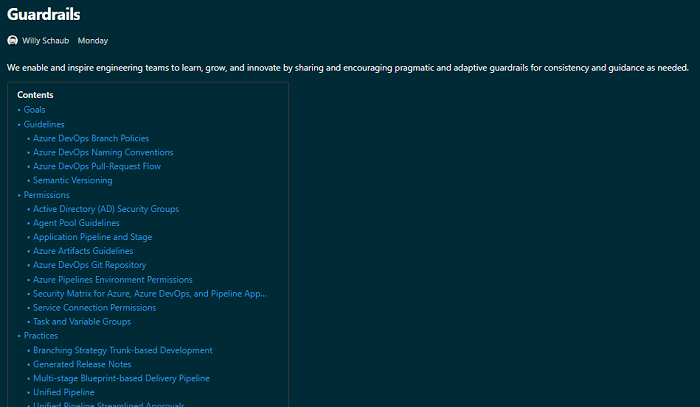 Guardrails
Willy Schaub Monday
We enable and inspire engineering teams to learn, grow, and innovate by sharing and encouraging pragmatic and adaptive guardrails for consistency and guidance as needed.
Contents
• Goals
• Guidelines
• Azure DevOps Branch Policies
• Azure DevOps Naming Conventions
• Azure DevOps Pull-Request Flow
• Semantic Versioning
• Permissions
• Active Directory (AD) Security Groups
• Agent Pool Guidelines
• Application Pipeline and Stage
• Azure Artifacts Guidelines
• Azure DevOps Git Repository
• Azure Pipelines Environment Permissions
• Security Matrix for Azure, Azure DevOps, and Pipeline App...
• Service Connection Permissions
• Task and Variable Groups
• Practices
• Branching Strategy Trunk-based Development
• Generated Release Notes
• Multi-stage Blueprint-based Delivery Pipeline
• Unified Pipeline
• Unified Pipeline Streamlined Approvals